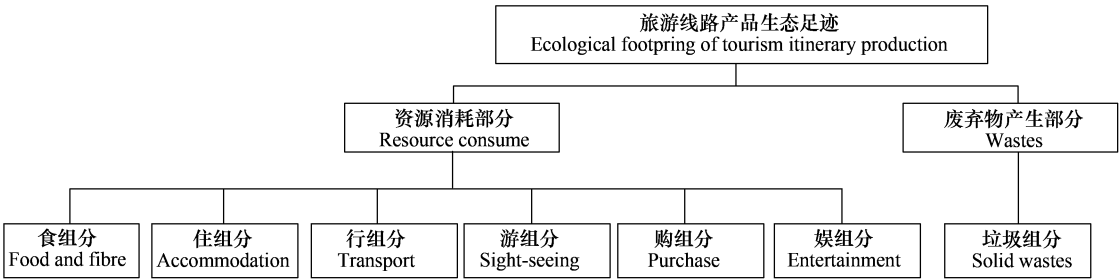 旅游线路产品生态足迹
Ecological footpring of tourism itinerary production
资源消耗部分
Resource consume
废弃物产生部分
Wastes
食组分
Food and fibre
住组分
Accommodation
行组分
Transport
游组分
Sight-seeing
购组分
Purchase
娱组分
Entertainment
垃圾组分
Solid wastes